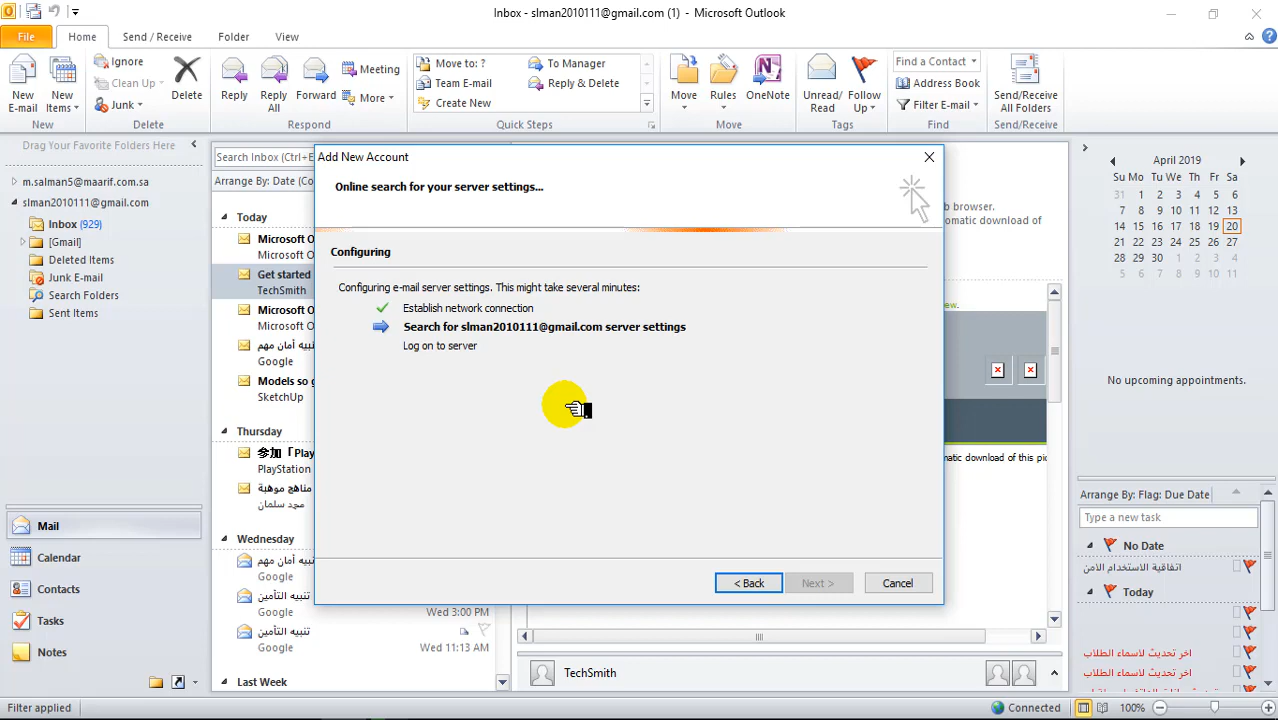 Inbox - slman2010111@gmail.com (1) - Microsoft Outlook
File
Home
Send / Receive
Folder
View
New E-mail
New Items
Ignore
Clean Up
Junk
Delete
Reply
Reply All
Forward
Meeting
More
Move to: ?
Team E-mail
Create New
To Manager
Reply & Delete
Move
Rules
OneNote
Unread/ Read
Follow Up
Find a Contact
Address Book
Filter E-mail
Send/Receive All Folders
New
Delete
Respond
Quick Steps
Move
Tags
Find
Send/Receive
Drag Your Favorite Folders Here
m.salman5@maarif.com.sa
slman2010111@gmail.com
Inbox (929)
[Gmail]
Deleted Items
Junk E-mail
Search Folders
Sent Items
Mail
Calendar
Contacts
Tasks
Notes
Search Inbox (Ctrl+E
Arrange By: Date (Co
Today
Microsoft O
Microsoft O
Get started
TechSmith
Microsoft O
Microsoft O
تنبيه أمان مهم
Google
Models so g
SketchUp
Thursday
参加「Play
PlayStation
مناهج موهبة
محمد سلمان
Wednesday
تنبيه أمان مهم
Google
تنبيه التأمين
Google
Wed 3:00 PM
تنبيه التأمين
Google
Wed 11:13 AM
Last Week
Add New Account
Online search for your server settings...
Configuring
Configuring e-mail server settings. This might take several minutes:
Establish network connection
Search for slman2010111@gmail.com server settings
Log on to server
< Back
Next >
Cancel
b browser.
omatic download of
ew.
matic download of this pic
TechSmith
April 2019
Su Mo Tu We Th Fr Sa
31 1 2 3 4 5 6
7 8 9 10 11 12 13
14 15 16 17 18 19 20
21 22 23 24 25 26 27
28 29 30 1 2 3 4
5 6 7 8 9 10 11
No upcoming appointments.
Arrange By: Flag: Due Date
Type a new task
No Date
اتفاقية الاستخدام الامن
Today
اخر تحديث لاسماء الطلاب
اخر تحديث لاسماء الطلاب
Filter applied
Connected
100%